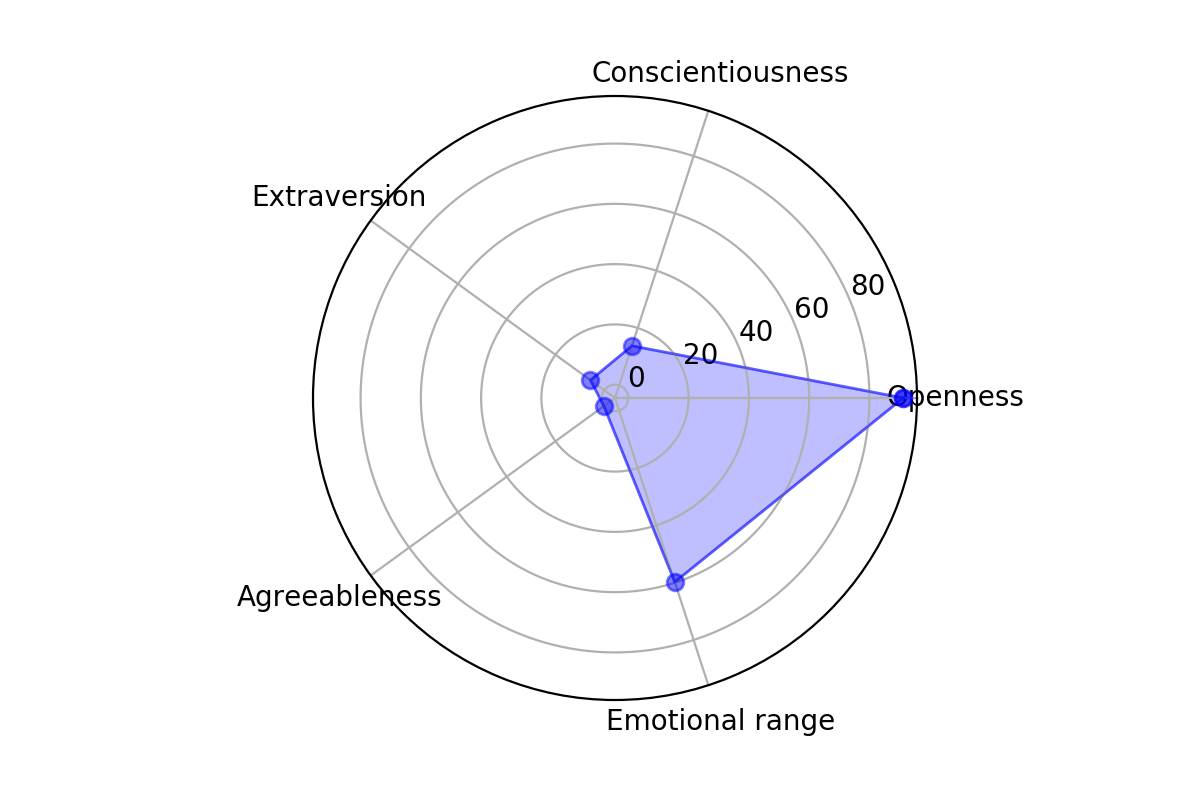 Conscientiousness
Extraversion
80
60
40
20
0
Openness
Agreeableness
Emotional range